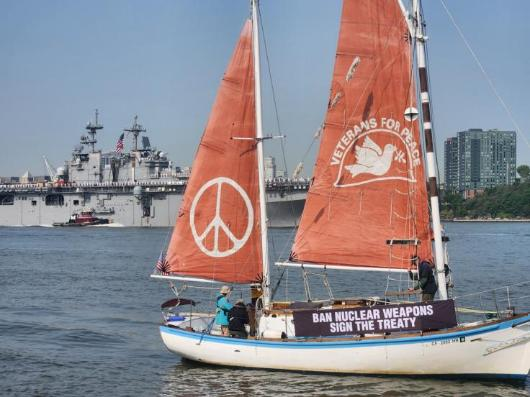 VETERANS FOR PEACE
BAN NUCLEAR WEAPONS
SIGN THE TREATY